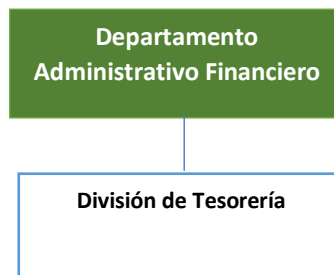 Departamento
Administrativo Financiero
División de Tesorería